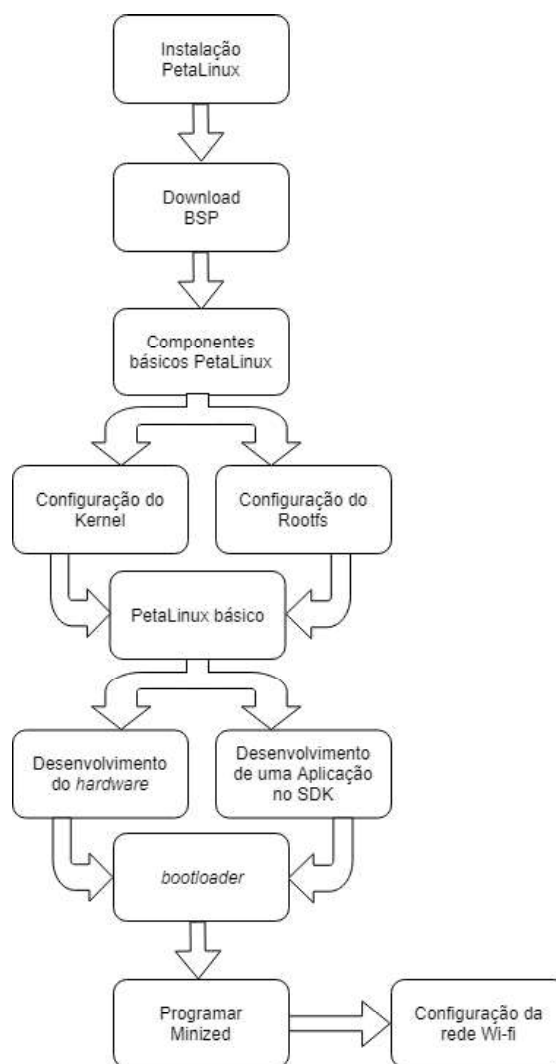 Instalação
PetaLinux
Download
BSP
Componentes
básicos PetaLinux
Configuração do
Kernel
Configuração do
Rootfs
PetaLinux básico
Desenvolvimento
do hardware
Desenvolvimento
de uma Aplicação
no SDK
bootloader
Programar
Minized
Configuração da
rede Wi-fi